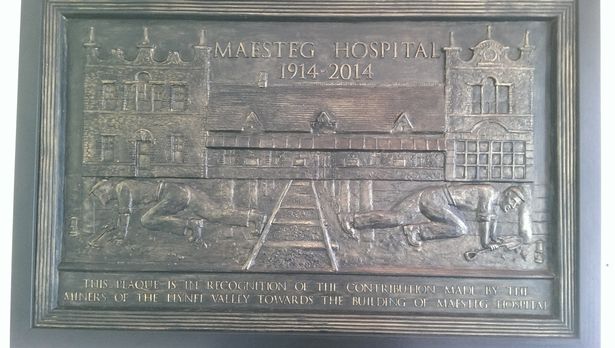 MAESTEG HOSPITAL
1914-2014
THIS PLAQUE IS IN RECOGNITION OF THE CONTRIBUTION MADE BY THE
MINERS OF THE LLYNFI VALLEY TOWARDS THE BUILDING OF MAESTEG HOSPITAL